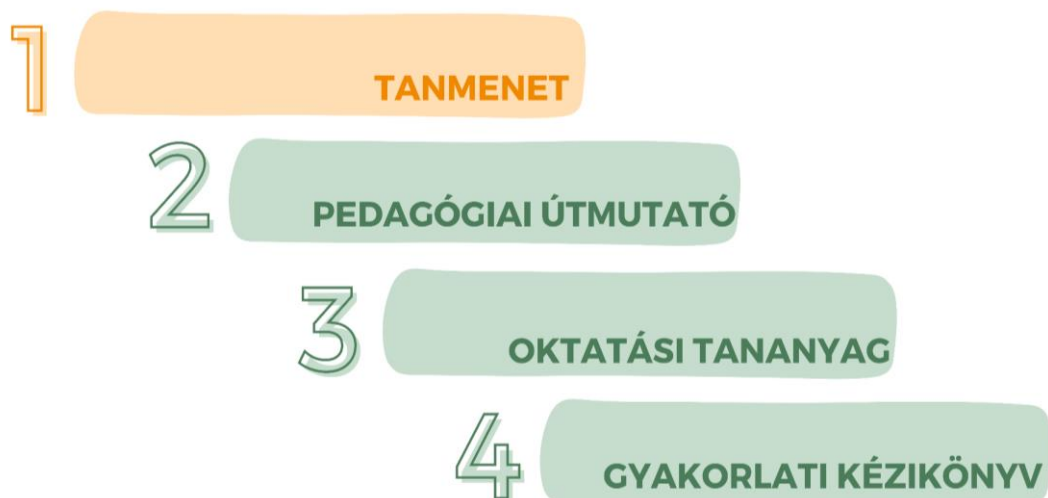 1 TANMENET
2 PEDAGÓGIAI ÚTMUTATÓ
3 OKTATÁSI TANANYAG
4 GYAKORLATI KÉZIKÖNYV